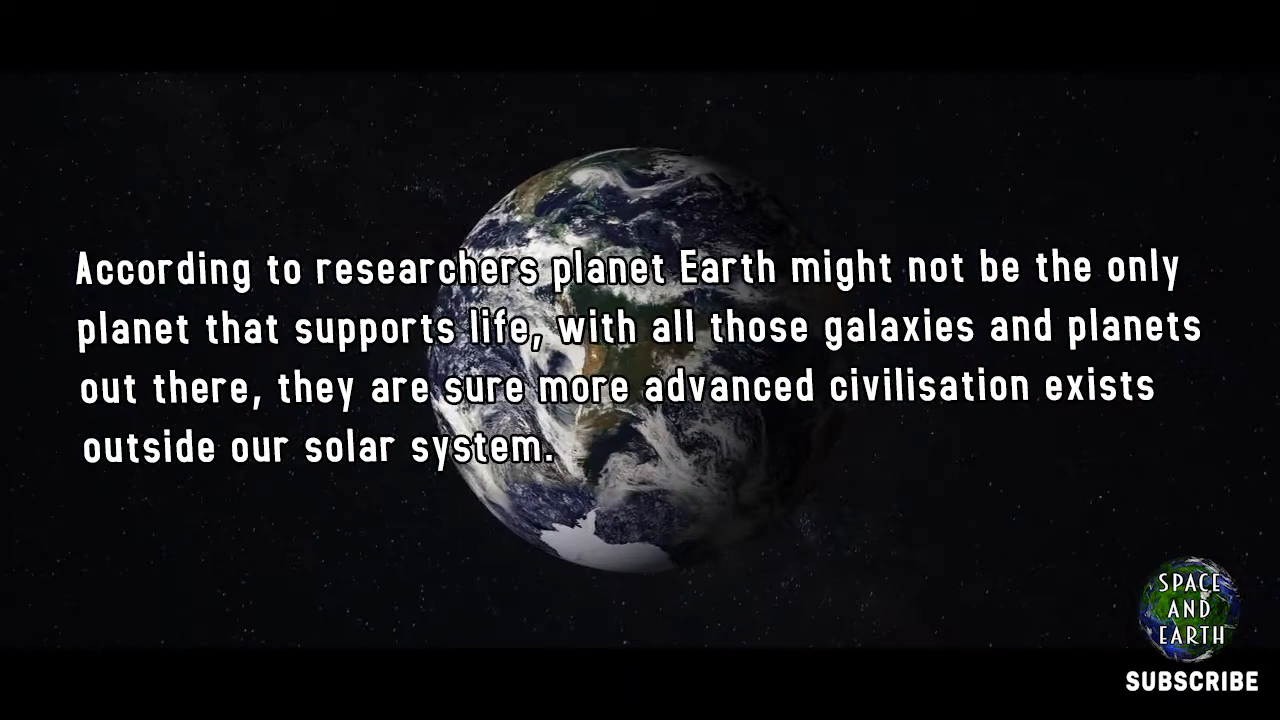 According to researchers planet Earth might not be the only
planet that supports life, with all those galaxies and planets
out there, they are sure more advanced civilisation exists
outside our solar system.
SPACE
AND
EARTH
SUBSCRIBE